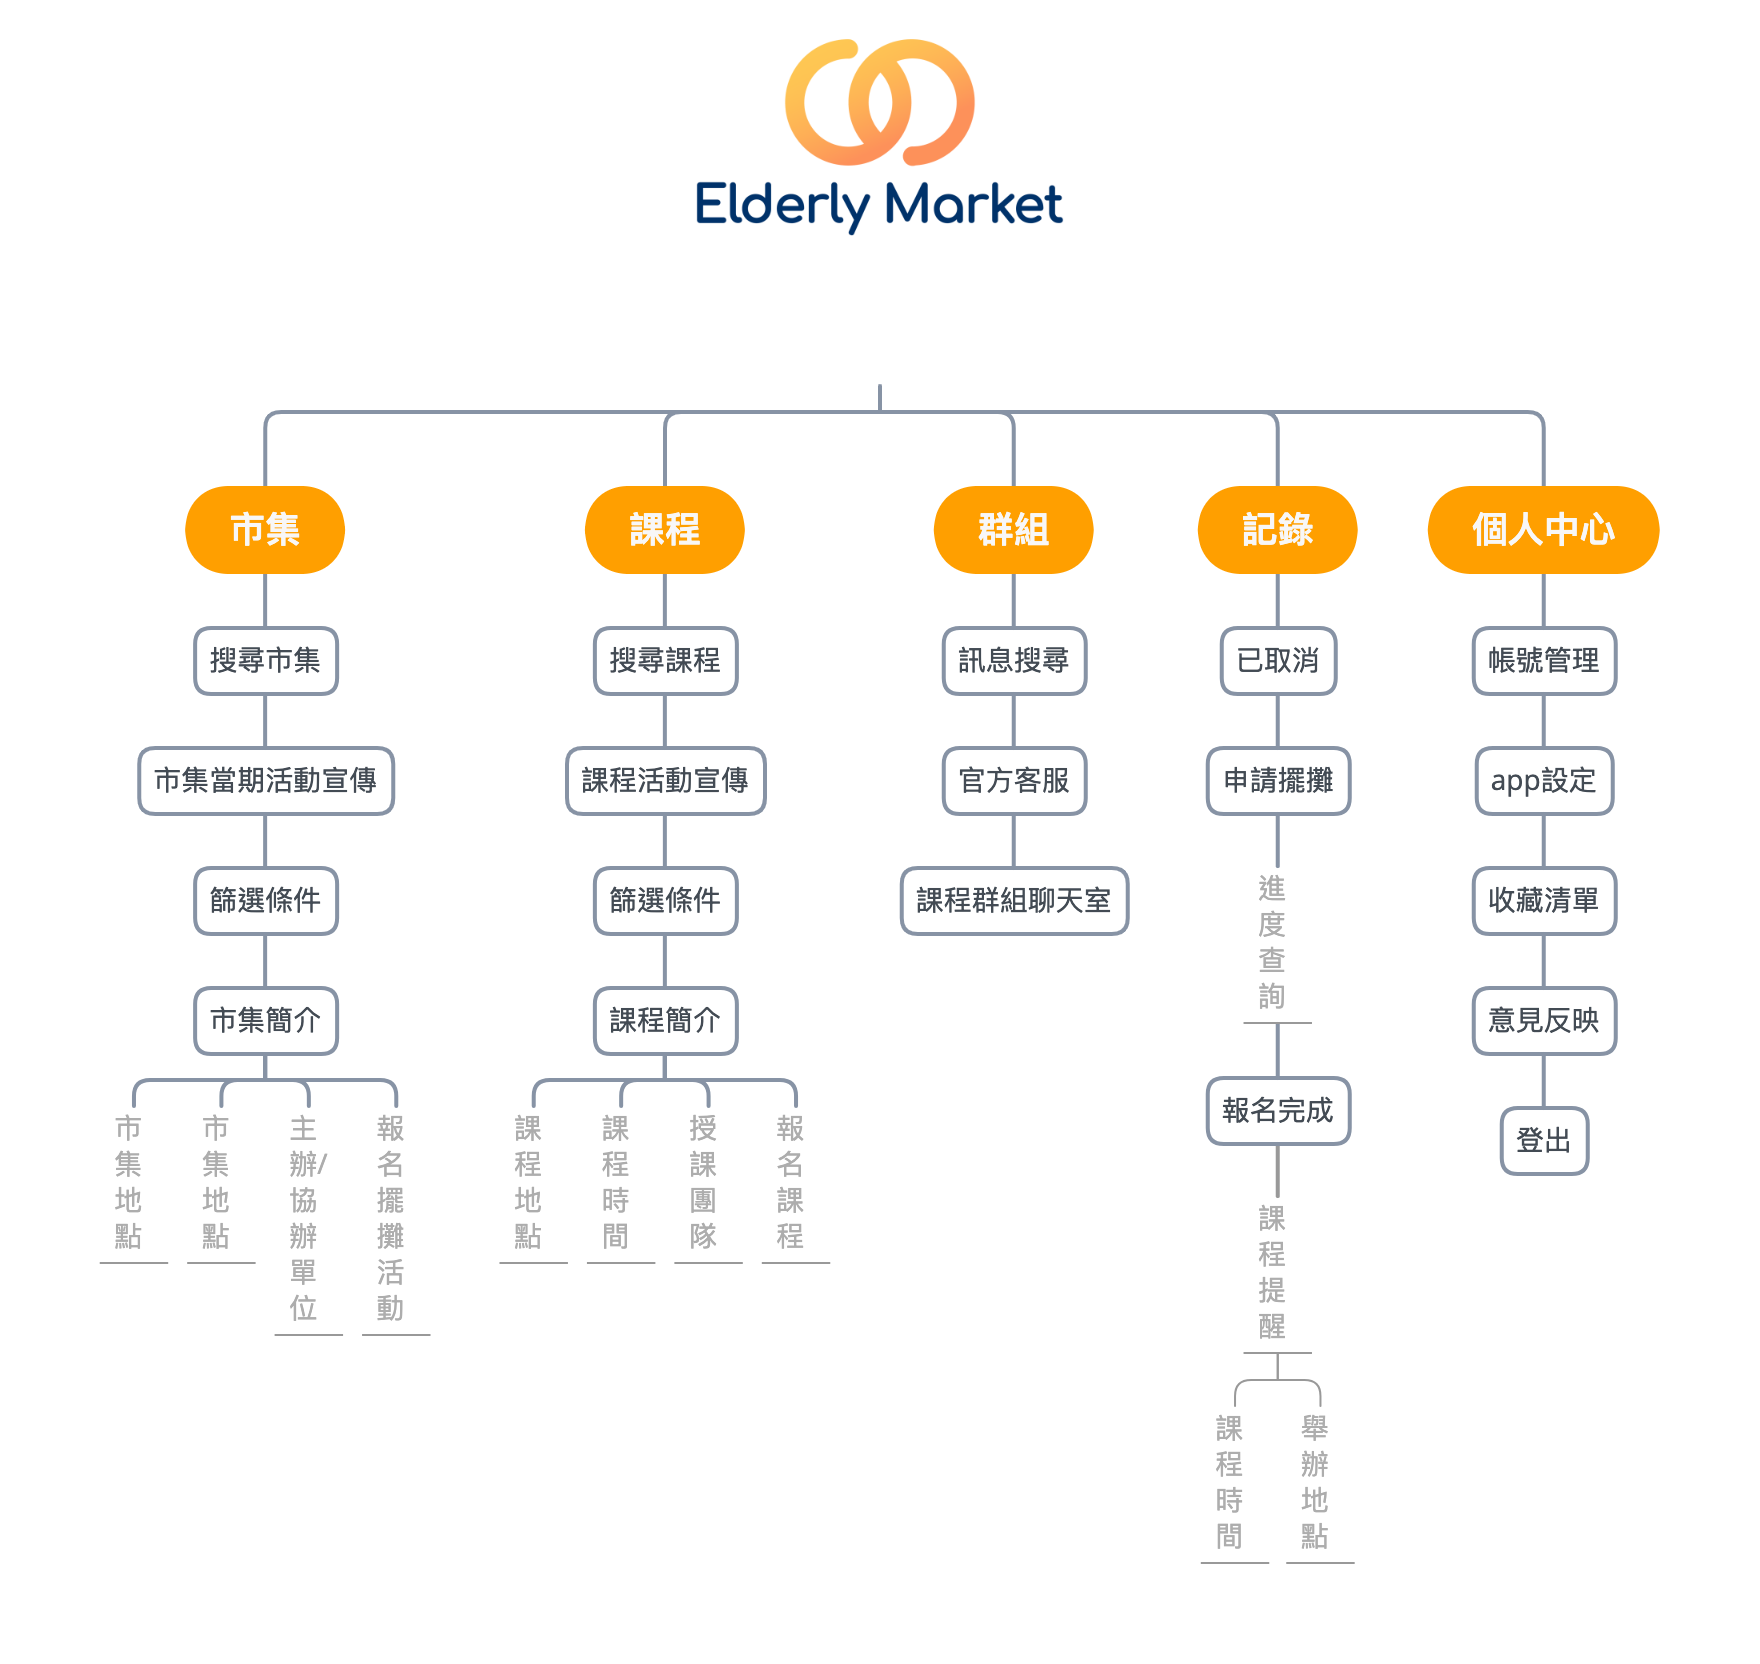 Elderly Market
市集
搜尋市集
市集當期活動宣傳
篩選條件
市集簡介
市集地點
市集地點
主辦/協辦單位
報名擺攤活動
課程
搜尋課程
課程活動宣傳
篩選條件
課程簡介
課程地點
課程時間
授課團隊
報名課程
群組
訊息搜尋
官方客服
課程群組聊天室
記錄
已取消
申請擺攤
進度查詢
報名完成
課程提醒
課程時間
舉辦地點
個人中心
帳號管理
app設定
收藏清單
意見反映
登出